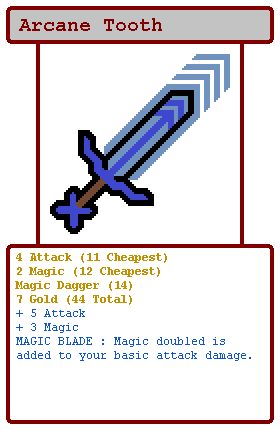 Arcane Tooth
4 Attack (11 Cheapest)
2 Magic (12 Cheapest)
Magic Dagger (14)
7 Gold (44 Total)
+ 5 Attack
+ 3 Magic
MAGIC BLADE : Magic doubled is
added to your basic attack damage.